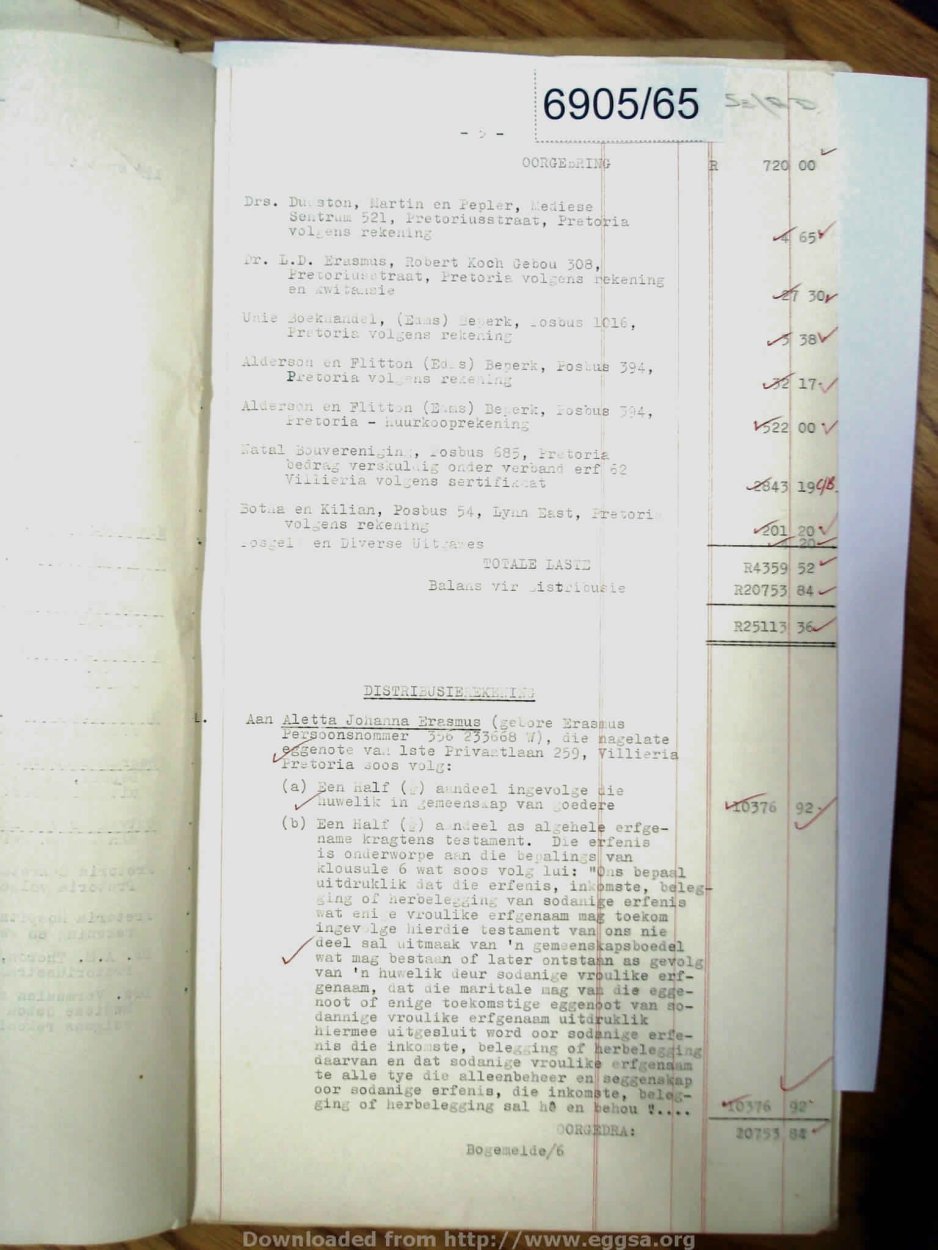 6905/65
- 5 -
OORGEBRING R 720 00
Drs. Martin en Pepler, Mediese
Sentrum 521, Pretoriusstraat, Pretoria
volgens rekening 4 65
Dr. L.D. Erasmus, Robert Koch Gebou 308,
Pretoriusstraat, Pretoria volgens rekening
en kwitansie 27 30
Unie Boekhandel, (Edms) Beperk, Posbus 1016,
Pretoria volgens rekening 3 38
Alderson en Flitton (Edms) Beperk, Posbus 394,
Pretoria volgens rekening 32 17
Alderson en Flitton (Edms) Beperk, Posbus 394,
Pretoria - Huurkooprekening 522 00
Natal Bouvereniging, Posbus 685, Pretoria
bedrag verskuldig onder verband erf 62
Villieria volgens sertifikaat 2843 19
Botha en Kilian, Posbus 54, Lynn East, Pretoria
volgens rekening 201 20
Posgeld en Diverse Uitgawes 20
TOTALE LASTE R4359 52
Balans vir Distribusie R20753 84
R25113 36
DISTRIBUSIEREKENING
1. Aan Aletta Johanna Erasmus (gebore Erasmus
Persoonsnommer 356 233668 W), die nagelate
eggenote van 1ste Privaatlaan 259, Villieria
Pretoria soos volg:
(a) Een Half (½) aandeel ingevolge die
huwelik in gemeenskap van goedere 10376 92
(b) Een Half (½) aandeel as algehele erfge-
name kragtens testament. Die erfenis
is onderworpe aan die bepalings van
klousule 6 wat soos volg lui: "Ons bepaal
uitdruklik dat die erfenis, inkomste, beleg-
ging of herbelegging van sodanige erfenis
wat enige vroulike erfgenaam mag toekom
ingevolge hierdie testament van ons nie
deel sal uitmaak van 'n gemeenskapsboedel
wat mag bestaan of later ontstaan as gevolg
van 'n huwelik deur sodanige vroulike erf-
genaam, dat die maritale mag van die egge-
noot of enige toekomstige eggenoot van so-
dannige vroulike erfgenaam uitdruklik
hiermee uitgesluit word oor sodanige erfe-
nis die inkomste, belegging of herbelegging
daarvan en dat sodanige vroulike erfgenaam
te alle tye die alleenbeheer en seggenskap
oor sodanige erfenis, die inkomste, beleg-
ging of herbelegging sal hê en behou ".... 10376 92
OORGEDRA: 20753 84
Bogemelde/6
Downloaded from http://www.eggsa.org